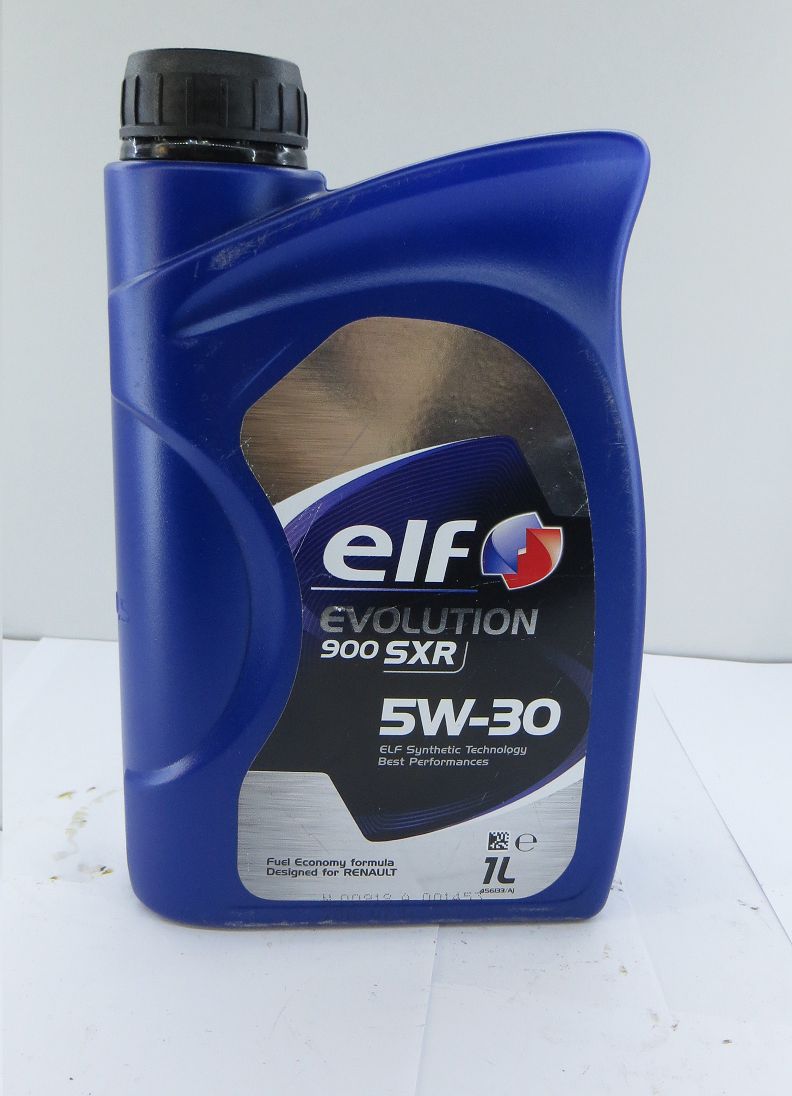 elf
EVOLUTION
900 SXR
5W-30
ELF Synthetic Technology
Best Performances
Fuel Economy formula
Designed for RENAULT
e
1L